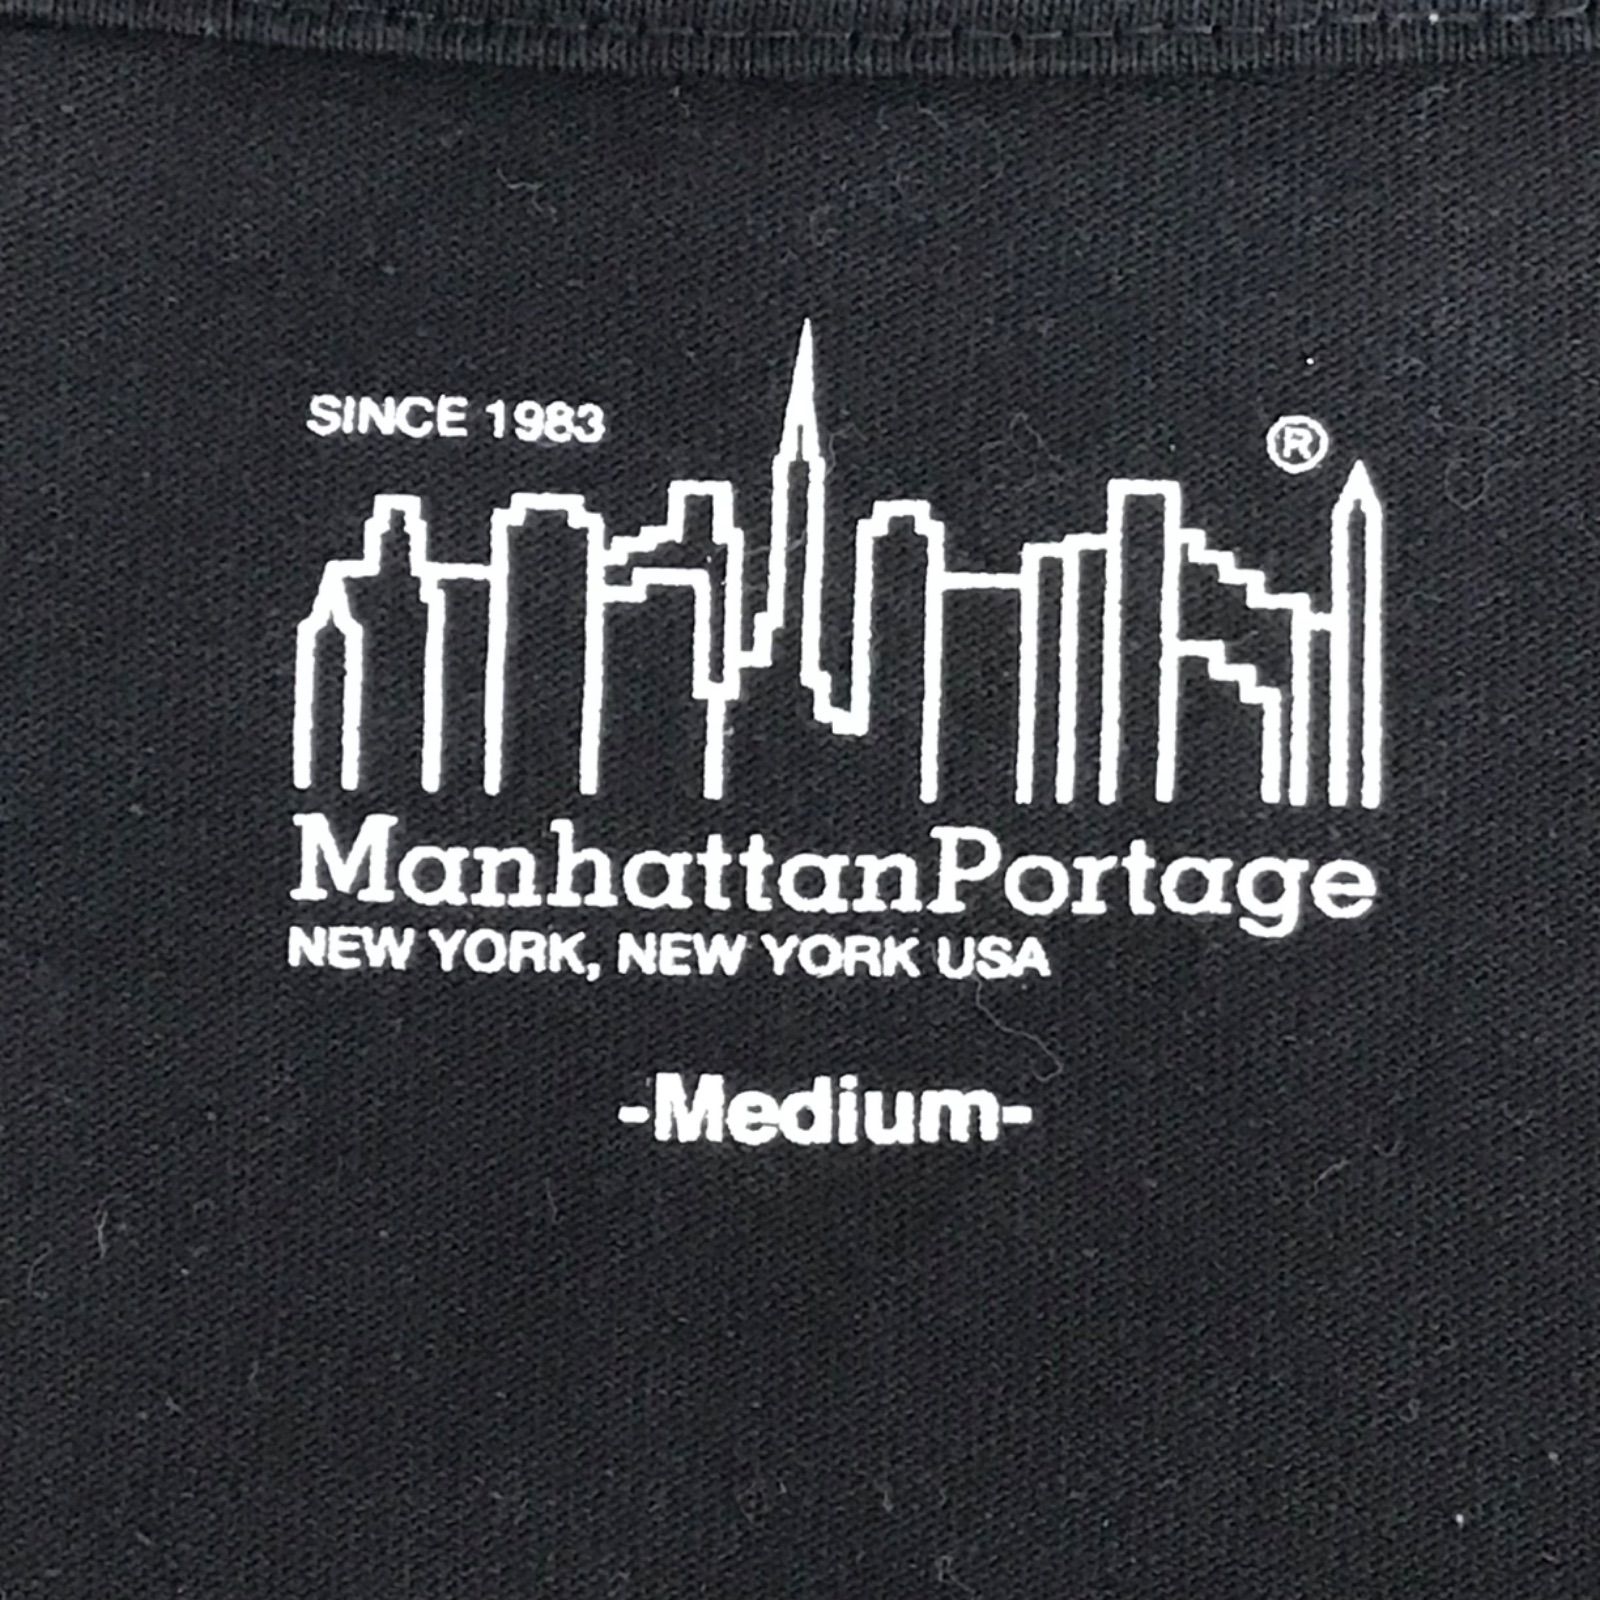 SINCE 1983
®
ManhattanPortage
NEW YORK, NEW YORK USA
-Medium-